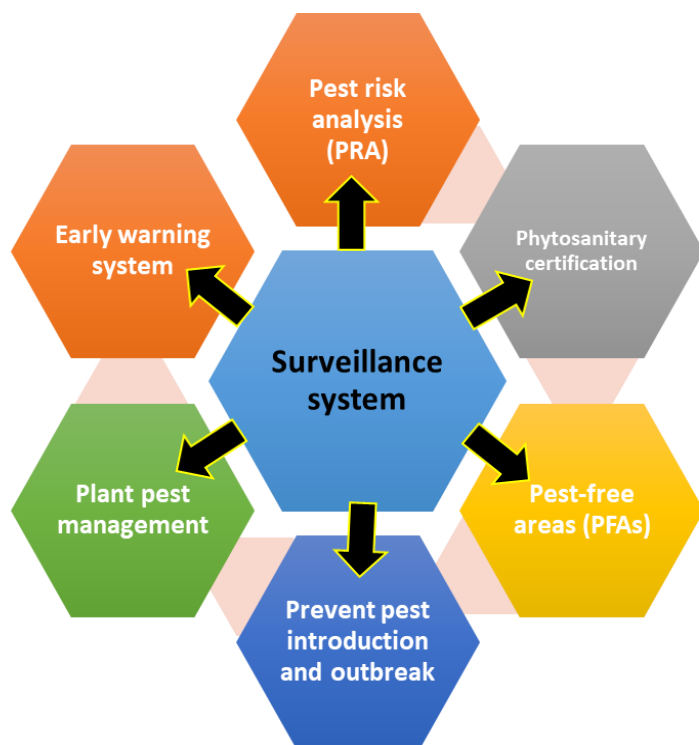 Pest risk
analysis
(PRA)
Early warning
system
Phytosanitary
certification
Surveillance
system
Plant pest
management
Pest-free
areas (PFAs)
Prevent pest
introduction
and outbreak